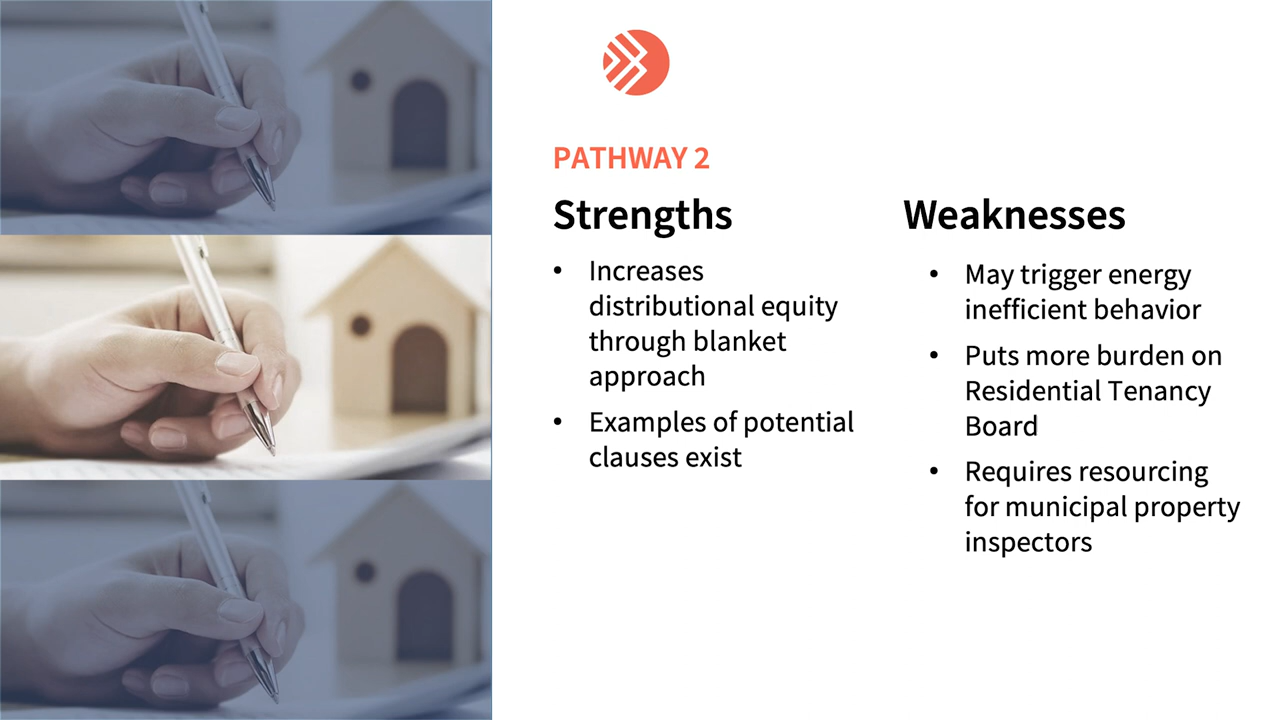 PATHWAY 2
Strengths
• Increases
distributional equity
through blanket
approach
• Examples of potential
clauses exist
Weaknesses
• May trigger energy
inefficient behavior
• Puts more burden on
Residential Tenancy
Board
• Requires resourcing
for municipal property
inspectors